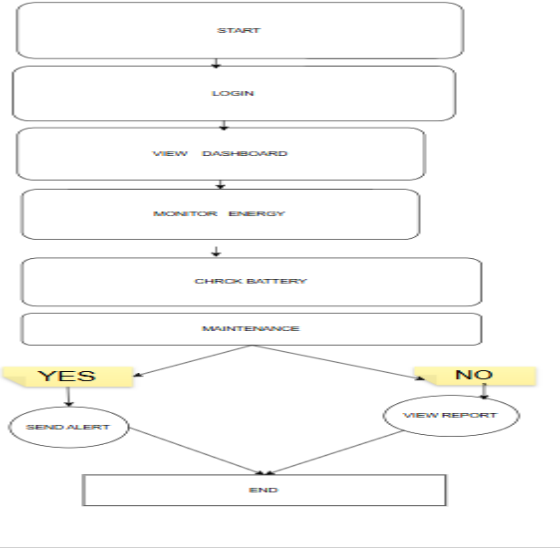 START
LOGIN
VIEW DASHBOARD
MONITOR ENERGY
CHRCK BATTERY
MAINTENANCE
YES
NO
SEND ALERT
VIEW REPORT
END